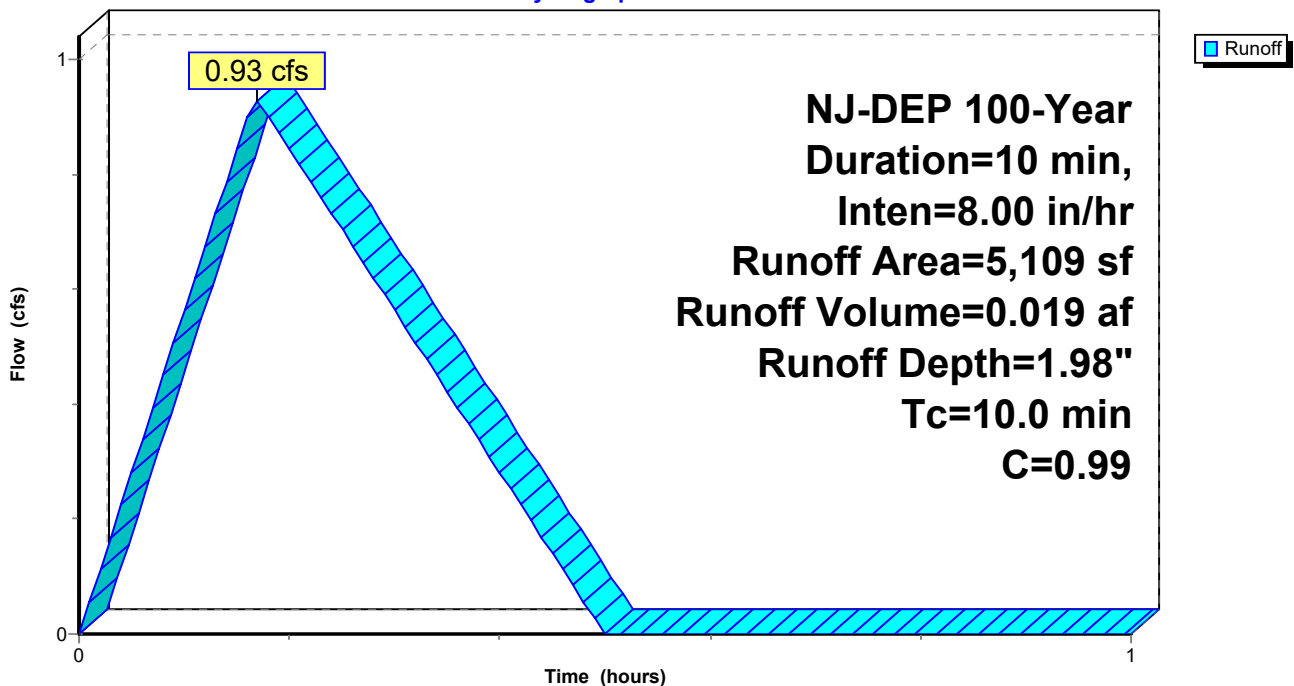 Runoff
0.93 cfs
NJ-DEP 100-Year
Duration=10 min,
Inten=8.00 in/hr
Runoff Area=5,109 sf
Runoff Volume=0.019 af
Runoff Depth=1.98"
Tc=10.0 min
C=0.99
Flow (cfs)
1
0
0
1
Time (hours)